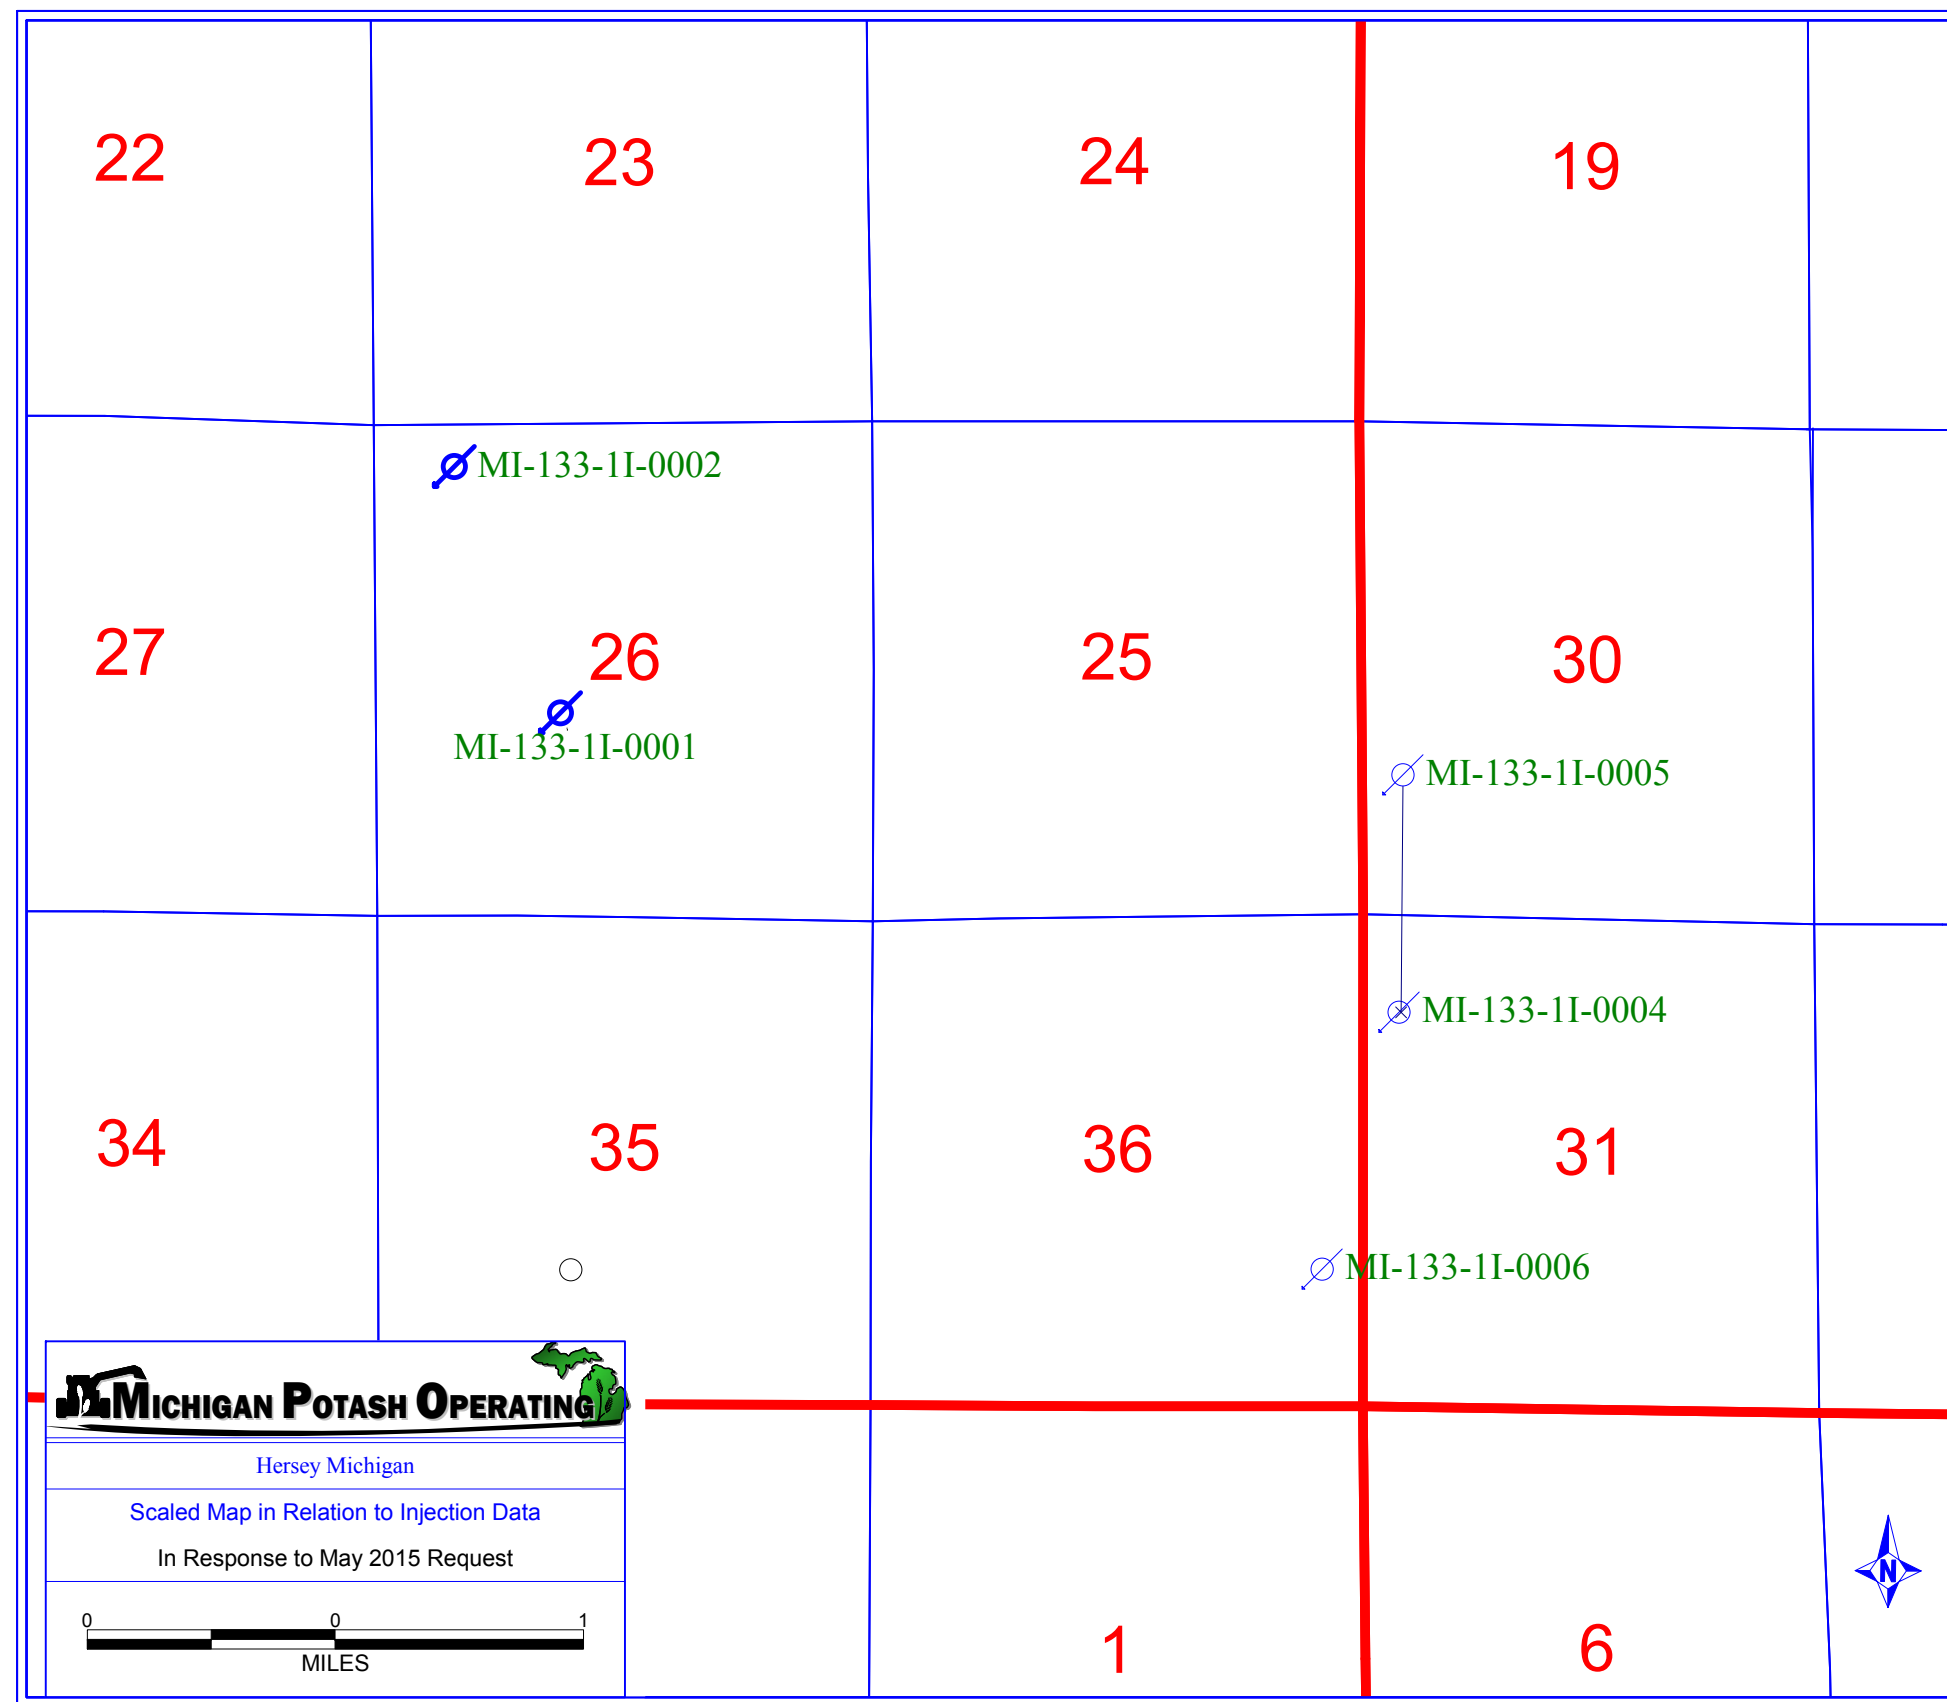 22
23
24
19
MI-133-1I-0002
27
26
25
30
MI-133-1I-0001
MI-133-1I-0005
MI-133-1I-0004
34
35
36
31
MI-133-1I-0006
MICHIGAN POTASH OPERATING
Hersey Michigan
Scaled Map in Relation to Injection Data
In Response to May 2015 Request
0 0 1
MILES
1
6
N